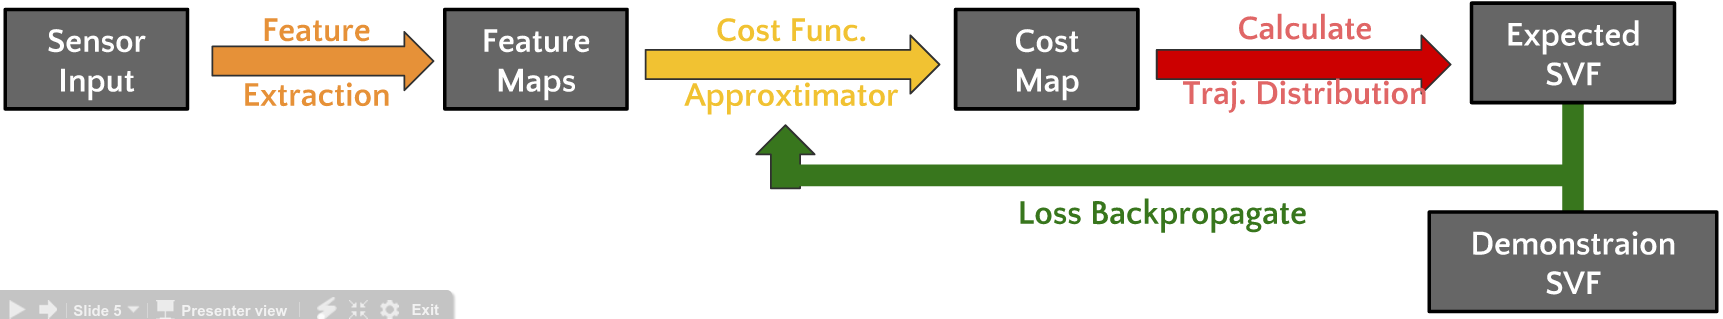 Sensor
Input
Feature
Extraction
Feature
Maps
Cost Func.
Approxtimator
Cost
Map
Calculate
Traj. Distribution
Expected
SVF
Loss Backpropagate
Demonstraion
SVF
Slide 5
Presenter view
Exit